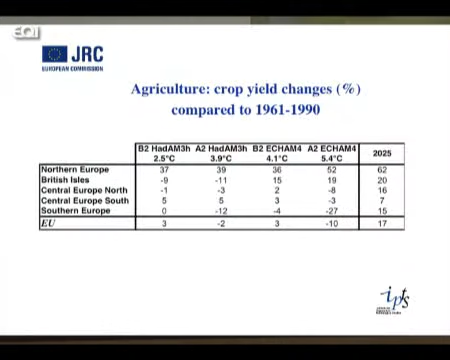 EQI
JRC
EUROPEAN COMMISSION
Agriculture: crop yield changes (%)
compared to 1961-1990
B2 HadAM3h A2 HadAM3h B2 ECHAM4 A2 ECHAM4 2025
2.5°C 3.9°C 4.1°C 5.4°C
Northern Europe 37 39 36 52 62
British Isles -9 -11 15 19 20
Central Europe North -1 -3 2 -8 16
Central Europe South 5 5 3 -3 7
Southern Europe 0 -12 -4 -27 15
EU 3 -2 3 -10 17
ipts